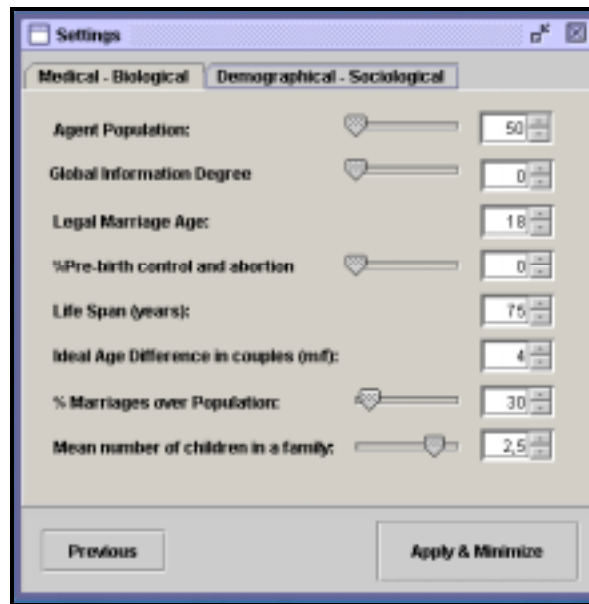 Settings
Medical - Biological Demographical - Sociological
Agent Population: 50
Global Information Degree 0
Legal Marriage Age: 18
%Pre-birth control and abortion 0
Life Span (years): 75
Ideal Age Difference in couples (m/f): 4
% Marriages over Population: 30
Mean number of children in a family: 2,5
Previous Apply & Minimize